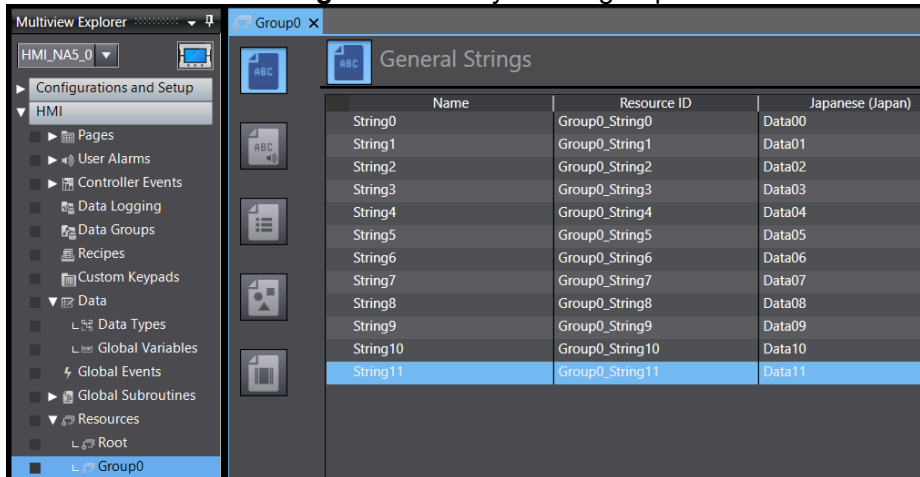 Multiview Explorer
HMI_NA5_0
Configurations and Setup
HMI
Pages
User Alarms
Controller Events
Data Logging
Data Groups
Recipes
Custom Keypads
Data
Data Types
Global Variables
Global Events
Global Subroutines
Resources
Root
Group0
Group0
ABC
ABC
ABC
General Strings
Name Resource ID Japanese (Japan)
String0 Group0_String0 Data00
String1 Group0_String1 Data01
String2 Group0_String2 Data02
String3 Group0_String3 Data03
String4 Group0_String4 Data04
String5 Group0_String5 Data05
String6 Group0_String6 Data06
String7 Group0_String7 Data07
String8 Group0_String8 Data08
String9 Group0_String9 Data09
String10 Group0_String10 Data10
String11 Group0_String11 Data11